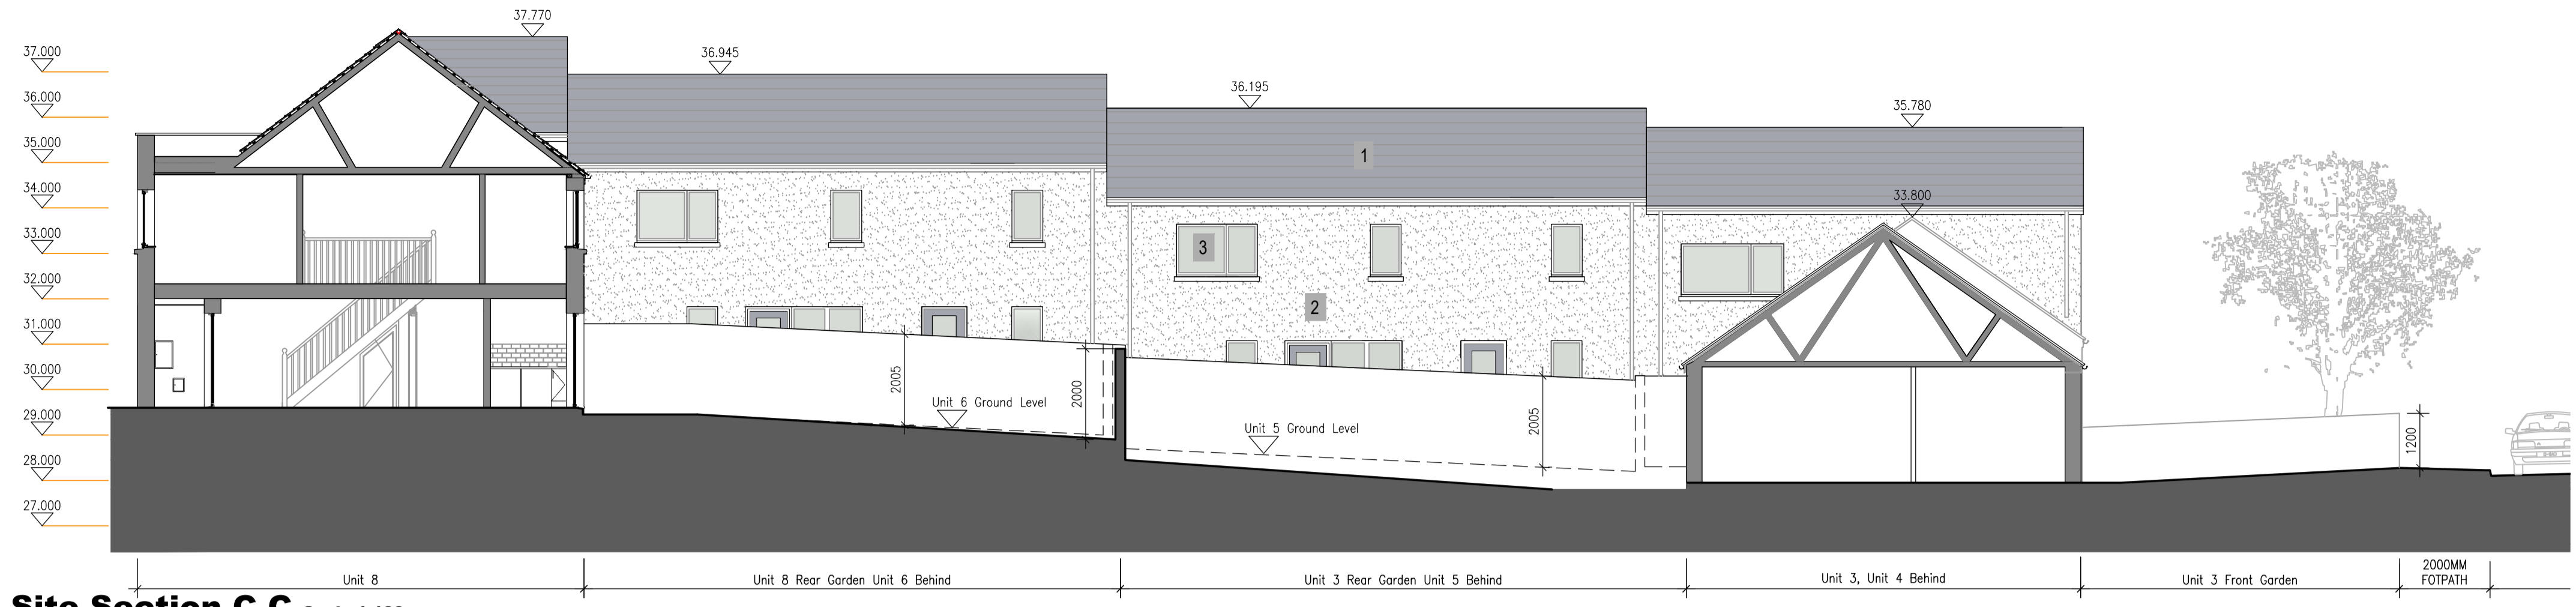 37.770
37.000
36.945
36.195
36.000
35.780
35.000
1
34.000
33.800
33.000
3
32.000
2
31.000
30.000
2005
2000
Unit 6 Ground Level
29.000
2005
Unit 5 Ground Level
1200
28.000
27.000
Unit 8
Unit 8 Rear Garden Unit 6 Behind
Unit 3 Rear Garden Unit 5 Behind
Unit 3, Unit 4 Behind
Unit 3 Front Garden
2000MM
FOTPATH
Site Section C C